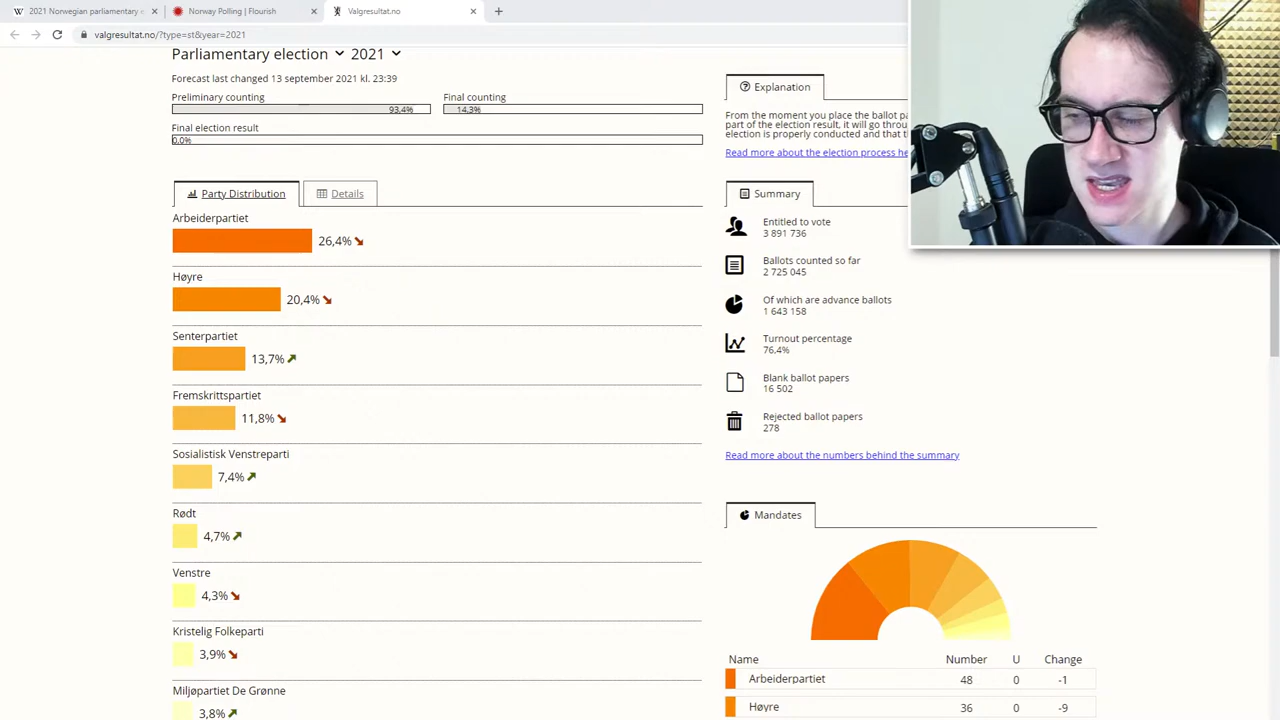 2021 Norwegian parliamentary
Norway Polling | Flourish
Valgresultat.no
valgresultat.no/?type=st&year=2021
Parliamentary election
2021
Forecast last changed 13 september 2021 kl. 23:39
Preliminary counting
93.4%
Final counting
14.3%
Final election result
0.0%
Party Distribution
Details
Arbeiderpartiet
26,4%
Høyre
20,4%
Senterpartiet
13,7%
Fremskrittspartiet
11,8%
Sosialistisk Venstreparti
7,4%
Rødt
4,7%
Venstre
4,3%
Kristelig Folkeparti
3,9%
Miljøpartiet De Grønne
3,8%
Explanation
From the moment you place the ballot
part of the election result, it will go
election is properly conducted and that
Read more about the election process
Summary
Entitled to vote
3 891 736
Ballots counted so far
2 725 045
Of which are advance ballots
1 643 158
Turnout percentage
76.4%
Blank ballot papers
16 502
Rejected ballot papers
278
Read more about the numbers behind the summary
Mandates
Name Number U Change
Arbeiderpartiet 48 0 -1
Høyre 36 0 -9